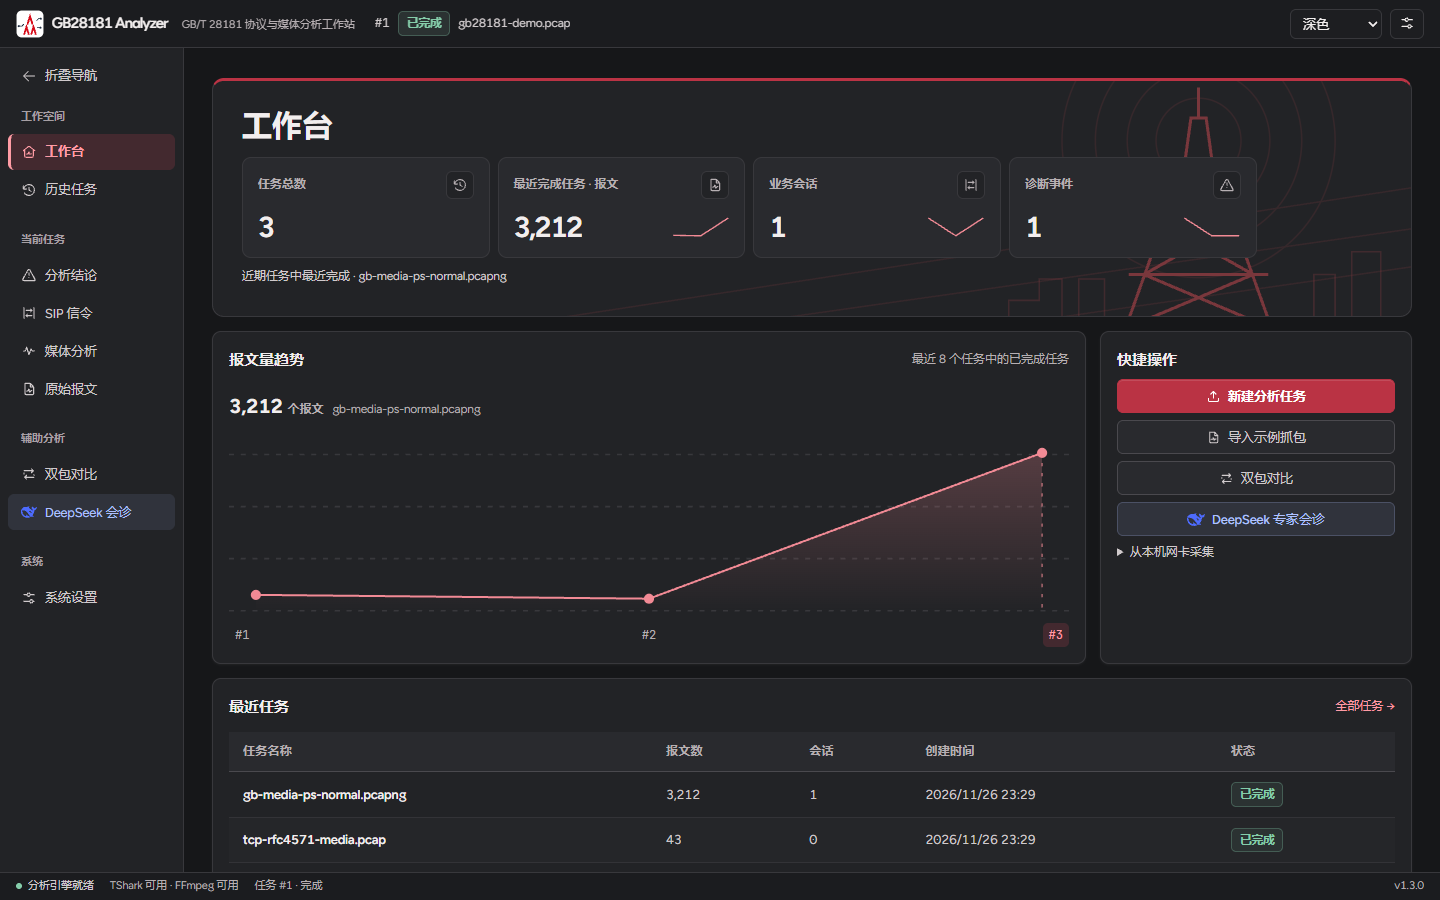 GB28181 Analyzer GB/T 28181 协议与媒体分析工作站 #1 已完成 gb28181-demo.pcap 深色
折叠导航
工作空间
工作台
历史任务
当前任务
分析结论
SIP 信令
媒体分析
原始报文
辅助分析
双包对比
DeepSeek 会诊
系统
系统设置
工作台
任务总数
3
最近完成任务 · 报文
3,212
业务会话
1
诊断事件
1
近期任务中最近完成 · gb-media-ps-normal.pcapng
报文量趋势 最近 8 个任务中的已完成任务
3,212 个报文 gb-media-ps-normal.pcapng
#1 #2 #3
快捷操作
新建分析任务
导入示例抓包
双包对比
DeepSeek 专家会诊
从本机网卡采集
最近任务 全部任务 →
任务名称 报文数 会话 创建时间 状态
gb-media-ps-normal.pcapng 3,212 1 2026/11/26 23:29 已完成
tcp-rfc4571-media.pcap 43 0 2026/11/26 23:29 已完成
分析引擎就绪 TShark 可用 · FFmpeg 可用 任务 #1 · 完成 v1.3.0